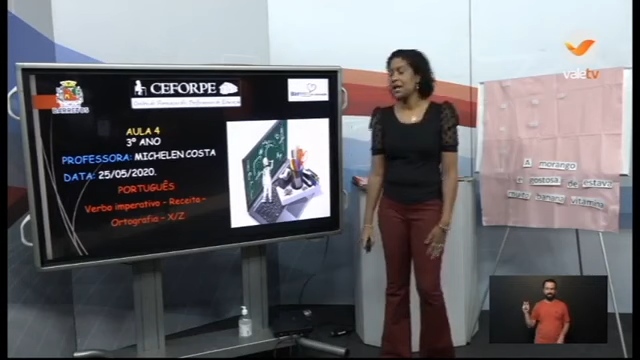 CEFORPE
AULA 4
3º ANO
PROFESSORA: MICHELEN COSTA
DATA: 25/05/2020.
PORTUGUÊS
Verbo imperativo - Receita -
Ortografia - X/Z
valetv
A morango
e gostosa de estava
muito banana vitamina